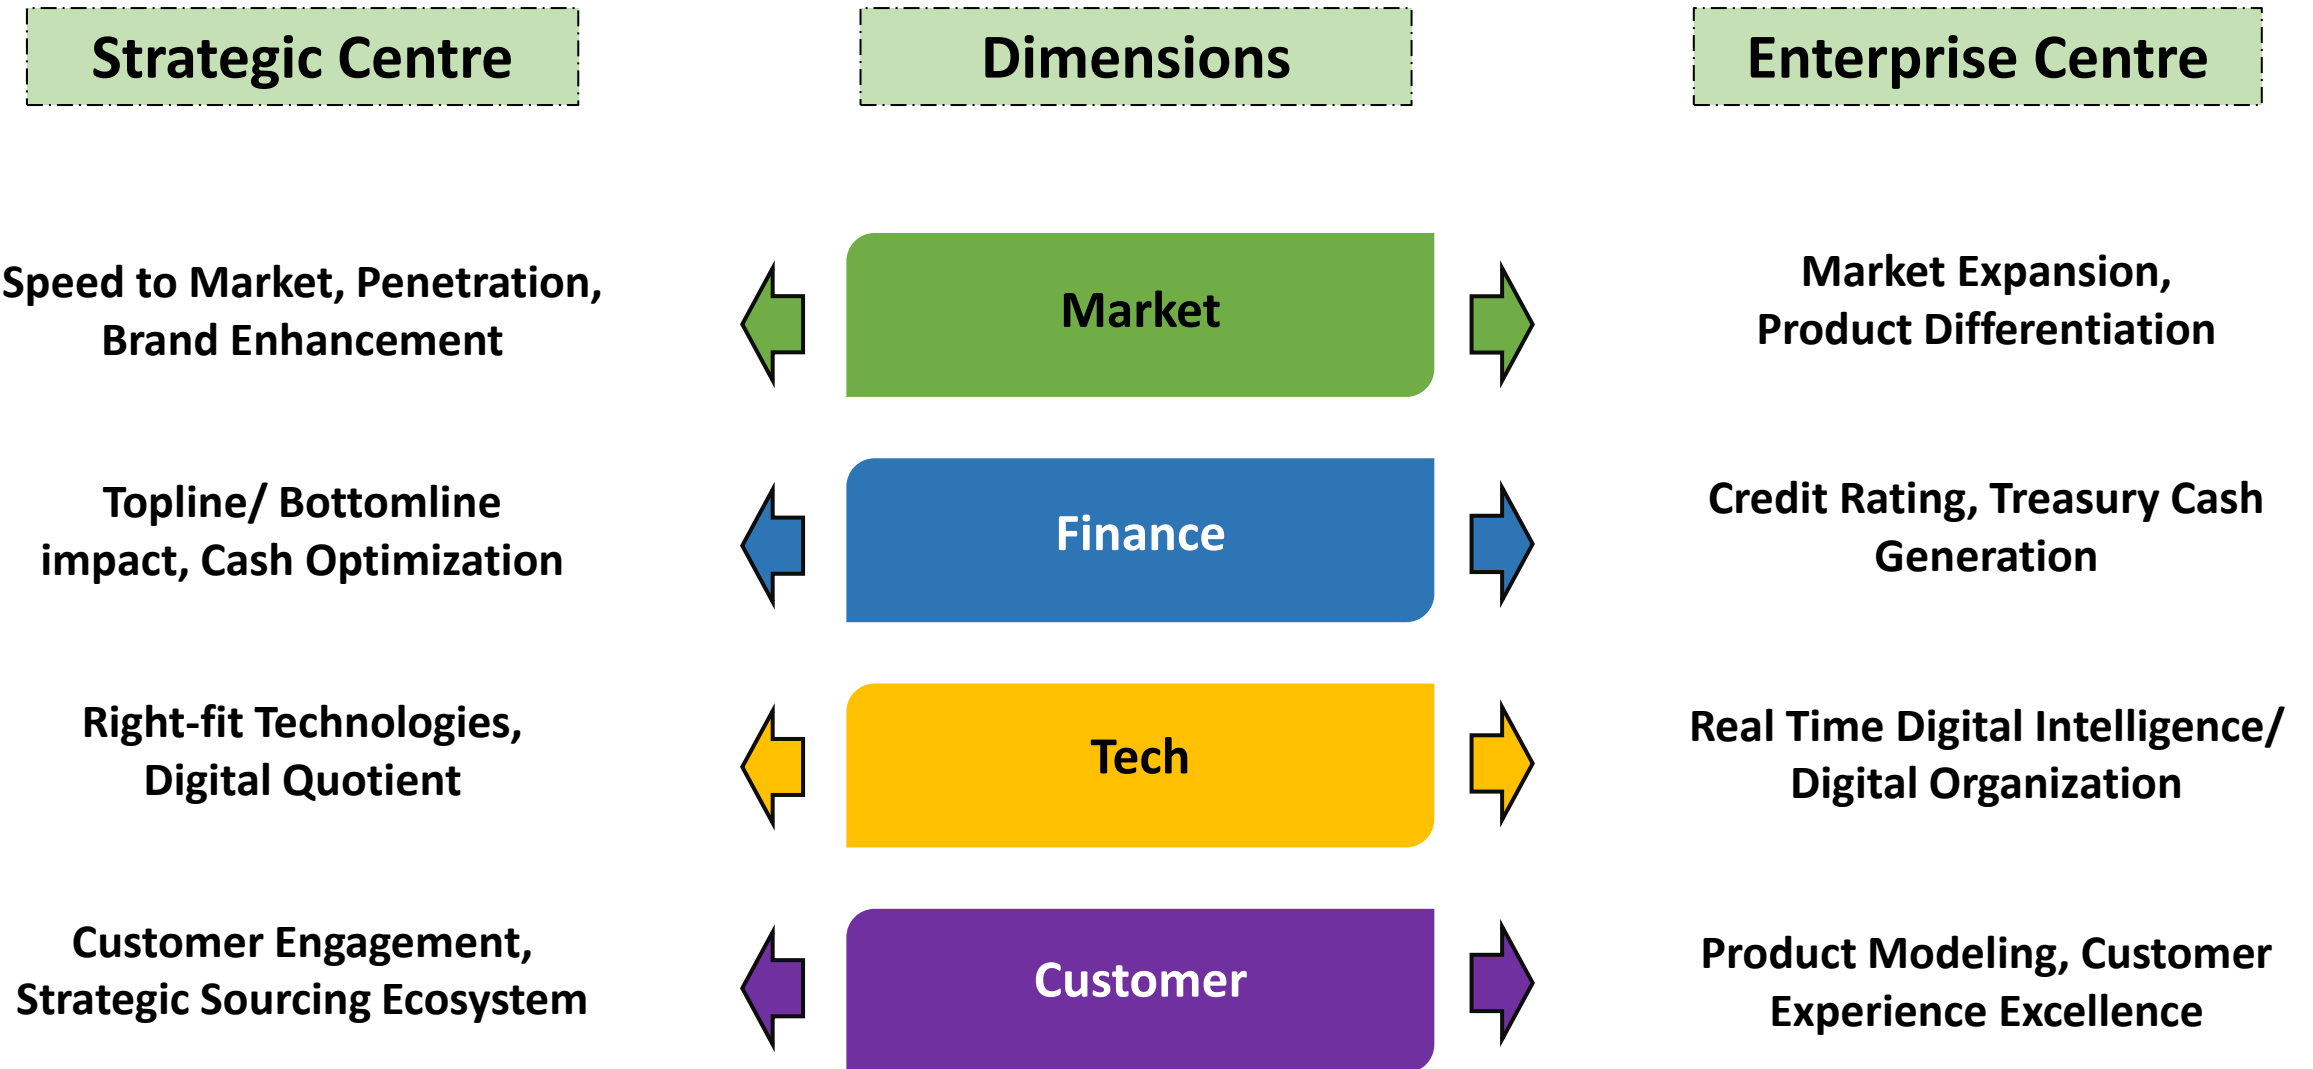 Strategic Centre
Dimensions
Enterprise Centre
Speed to Market, Penetration,
Brand Enhancement
Market
Market Expansion,
Product Differentiation
Topline/ Bottomline
impact, Cash Optimization
Finance
Credit Rating, Treasury Cash
Generation
Right-fit Technologies,
Digital Quotient
Tech
Real Time Digital Intelligence/
Digital Organization
Customer Engagement,
Strategic Sourcing Ecosystem
Customer
Product Modeling, Customer
Experience Excellence